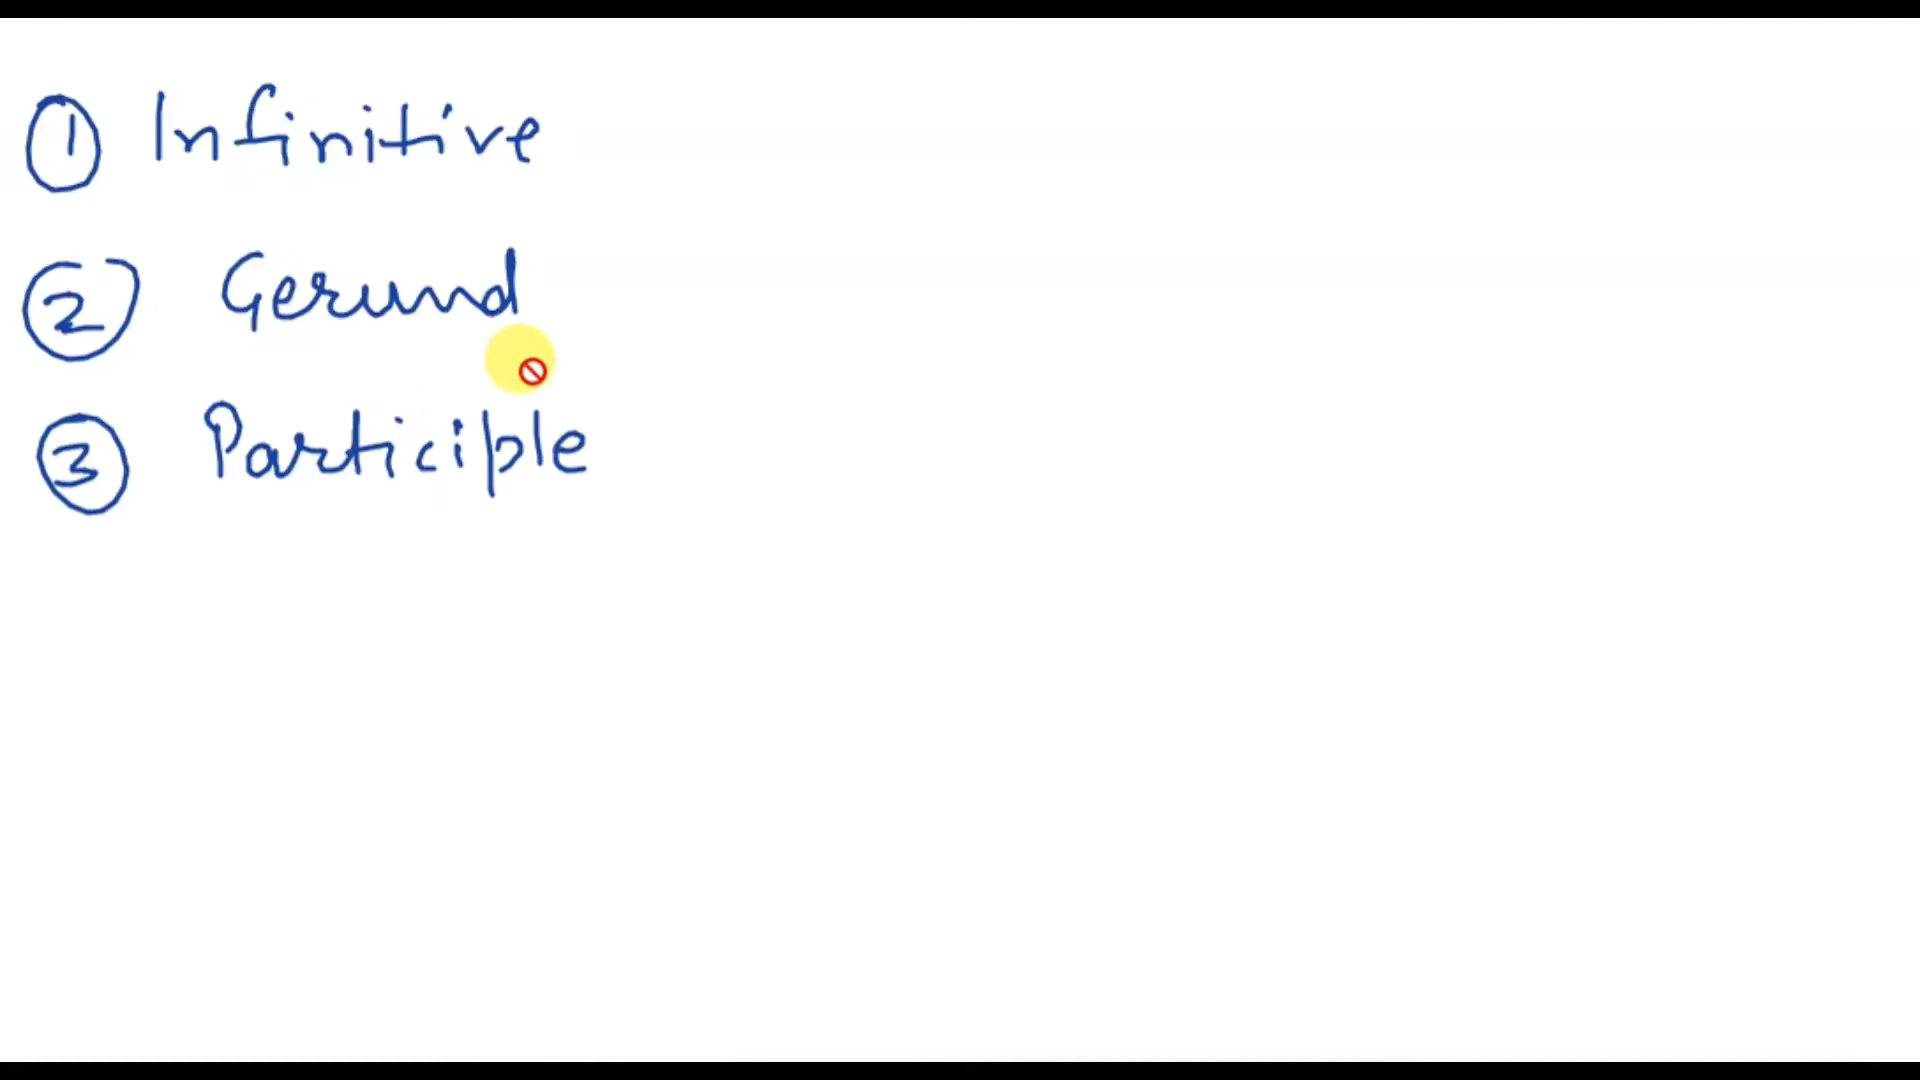 ① Infinitive
② Gerund
③ Participle